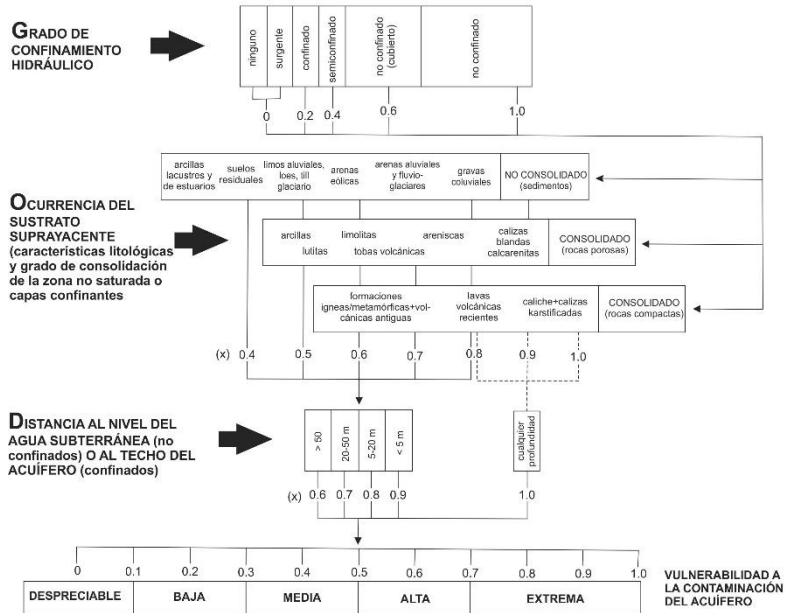 GRADO DE
CONFINAMIENTO
HIDRÁULICO
ninguno
surgente
confinado
semiconfinado
no confinado
(cubierto)
no confinado
0
0.2
0.4
0.6
1.0
OCURRENCIA DEL
SUSTRATO
SUPRAYACENTE
(características litológicas
y grado de consolidación
de la zona no saturada o
capas confinantes
arcillas
lacustres y
de estuarios
suelos
residuales
limos aluviales,
loes, till
glaciario
arenas
eólicas
arenas aluviales
y fluvio-
glaciares
gravas
coluviales
NO CONSOLIDADO
(sedimentos)
arcillas
lutitas
limolitas
tobas volcánicas
areniscas
calizas
blandas
calcarenitas
CONSOLIDADO
(rocas porosas)
formaciones
igneas/metamórficas+vol-
cánicas antiguas
lavas
volcánicas
recientes
caliche+calizas
karstificadas
CONSOLIDADO
(rocas compactas)
(x) 0.4 0.5 0.6 0.7 0.8 0.9 1.0
DISTANCIA AL NIVEL DEL
AGUA SUBTERRÁNEA (no
confinados) O AL TECHO DEL
ACUÍFERO (confinados)
> 50
20-50 m
5-20 m
< 5 m
cualquier
profundidad
(x) 0.6 0.7 0.8 0.9 1.0
0 0.1 0.2 0.3 0.4 0.5 0.6 0.7 0.8 0.9 1.0
DESPRECIABLE BAJA MEDIA ALTA EXTREMA
VULNERABILIDAD A
LA CONTAMINACIÓN
DEL ACUÍFERO